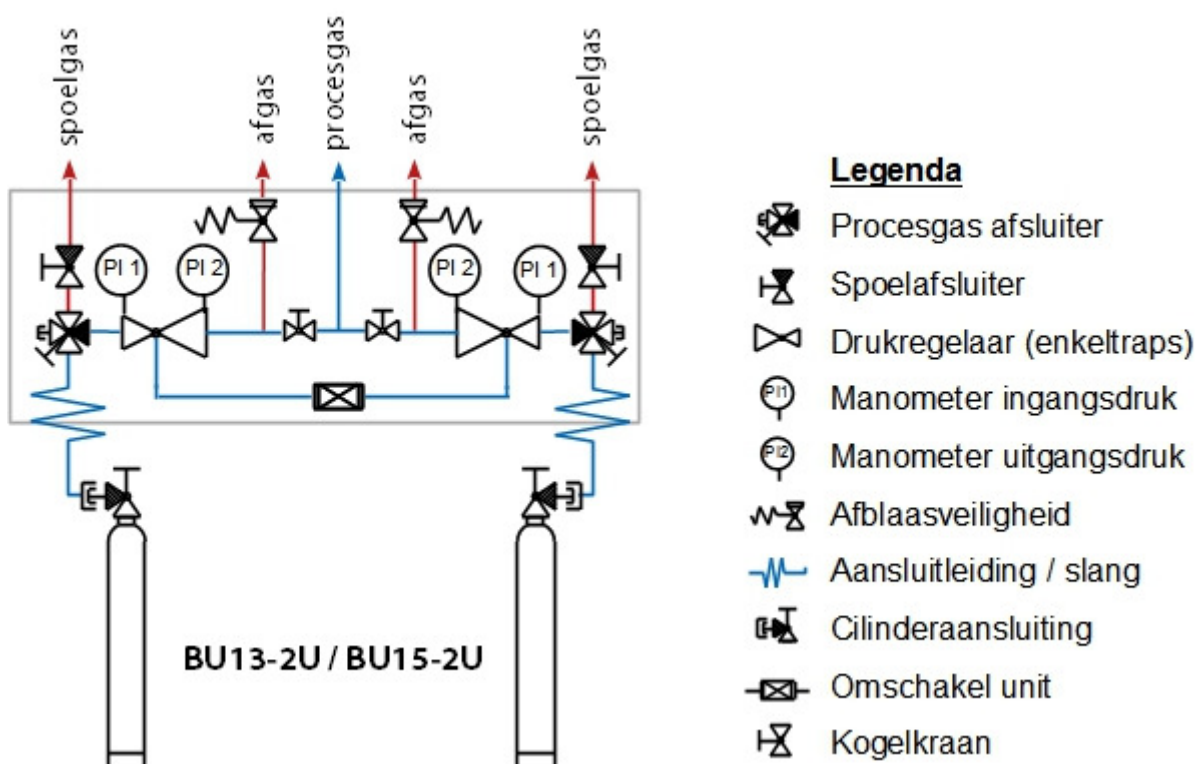 spoelgas
afgas
procesgas
afgas
spoelgas
PI 1
PI 2
PI 2
PI 1
BU13-2U / BU15-2U
Legenda
Procesgas afsluiter
Spoelafsluiter
Drukregelaar (enkeltraps)
PI1
Manometer ingangsdruk
PI2
Manometer uitgangsdruk
Afblaasveiligheid
Aansluitleiding / slang
Cilinderaansluiting
Omschakel unit
Kogelkraan